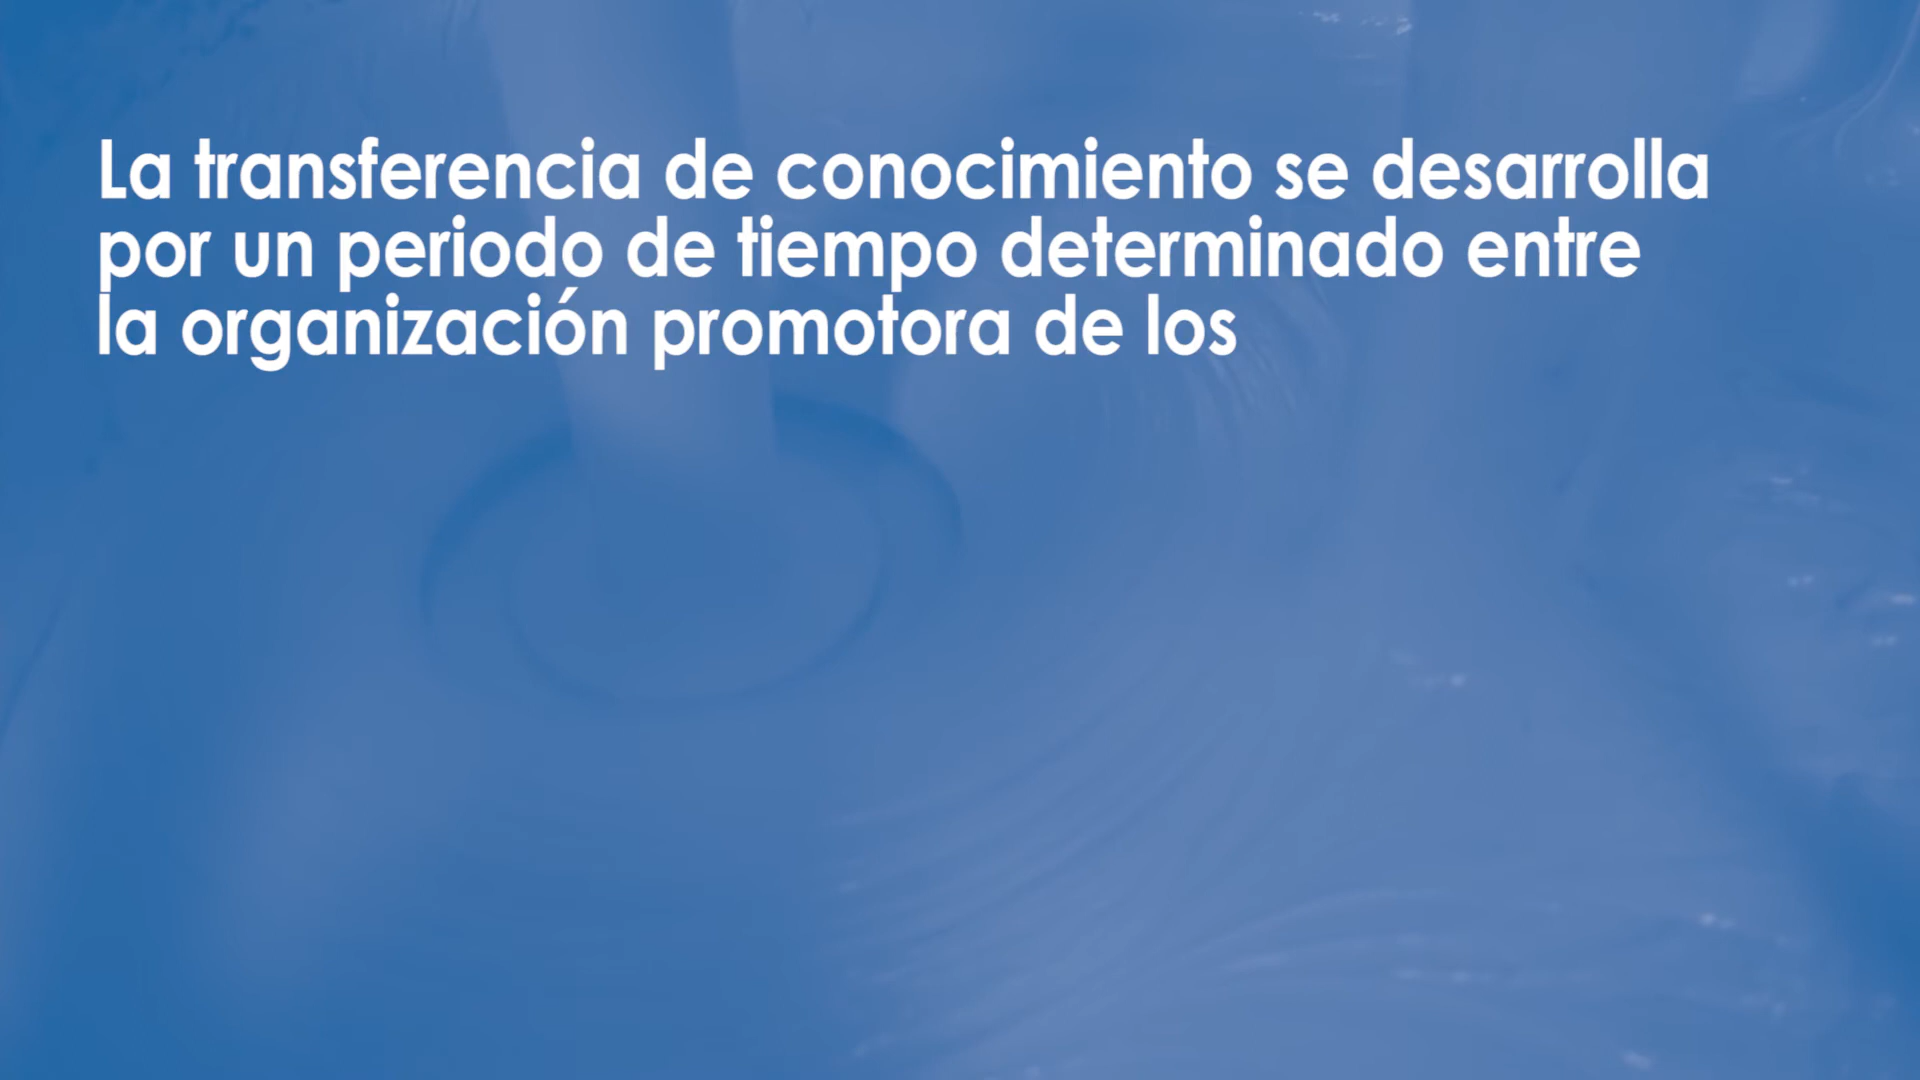 La transferencia de conocimiento se desarrolla
por un periodo de tiempo determinado entre
la organización promotora de los